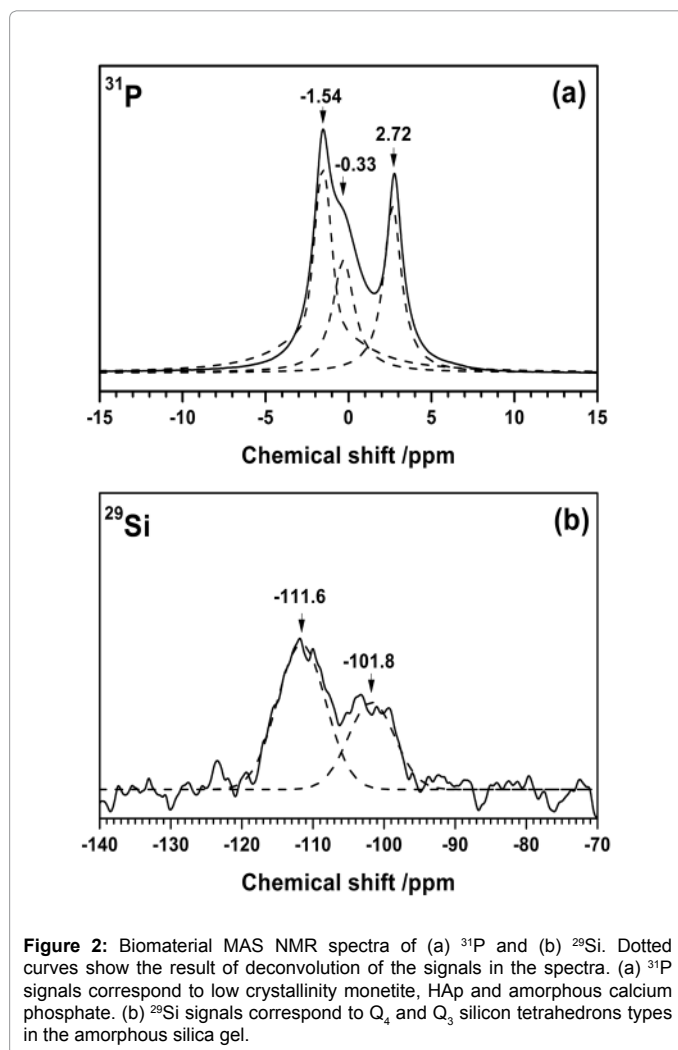 ³¹P
(a)
-1.54
-0.33
2.72
-15 -10 -5 0 5 10 15
Chemical shift /ppm
²⁹Si
(b)
-111.6
-101.8
-140 -130 -120 -110 -100 -90 -80 -70
Chemical shift /ppm
Figure 2: Biomaterial MAS NMR spectra of (a) ³¹P and (b) ²⁹Si. Dotted
curves show the result of deconvolution of the signals in the spectra. (a) ³¹P
signals correspond to low crystallinity monetite, HAp and amorphous calcium
phosphate. (b) ²⁹Si signals correspond to Q₄ and Q₃ silicon tetrahedrons types
in the amorphous silica gel.